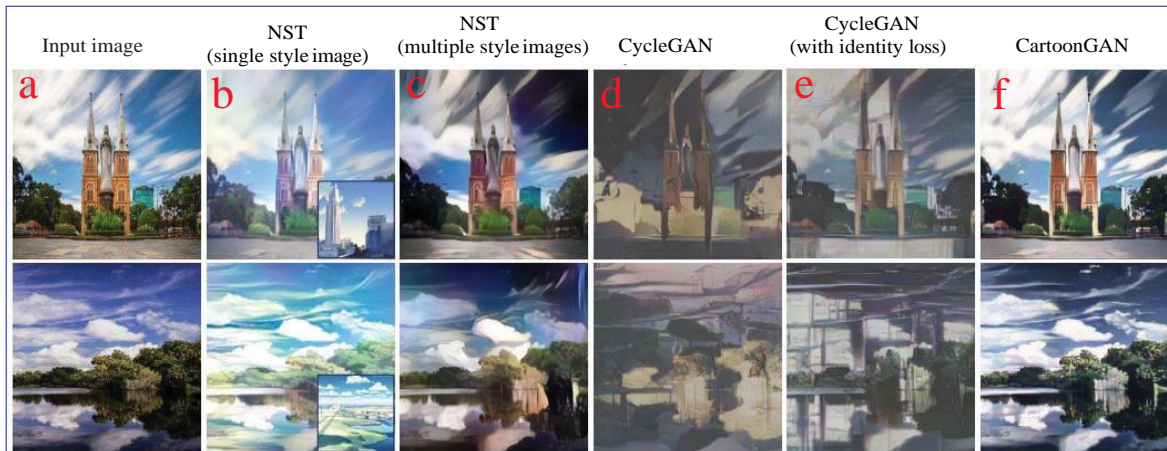 Input image
NST
(single style image)
NST
(multiple style images)
CycleGAN
CycleGAN
(with identity loss)
CartoonGAN
a
b
c
d
e
f